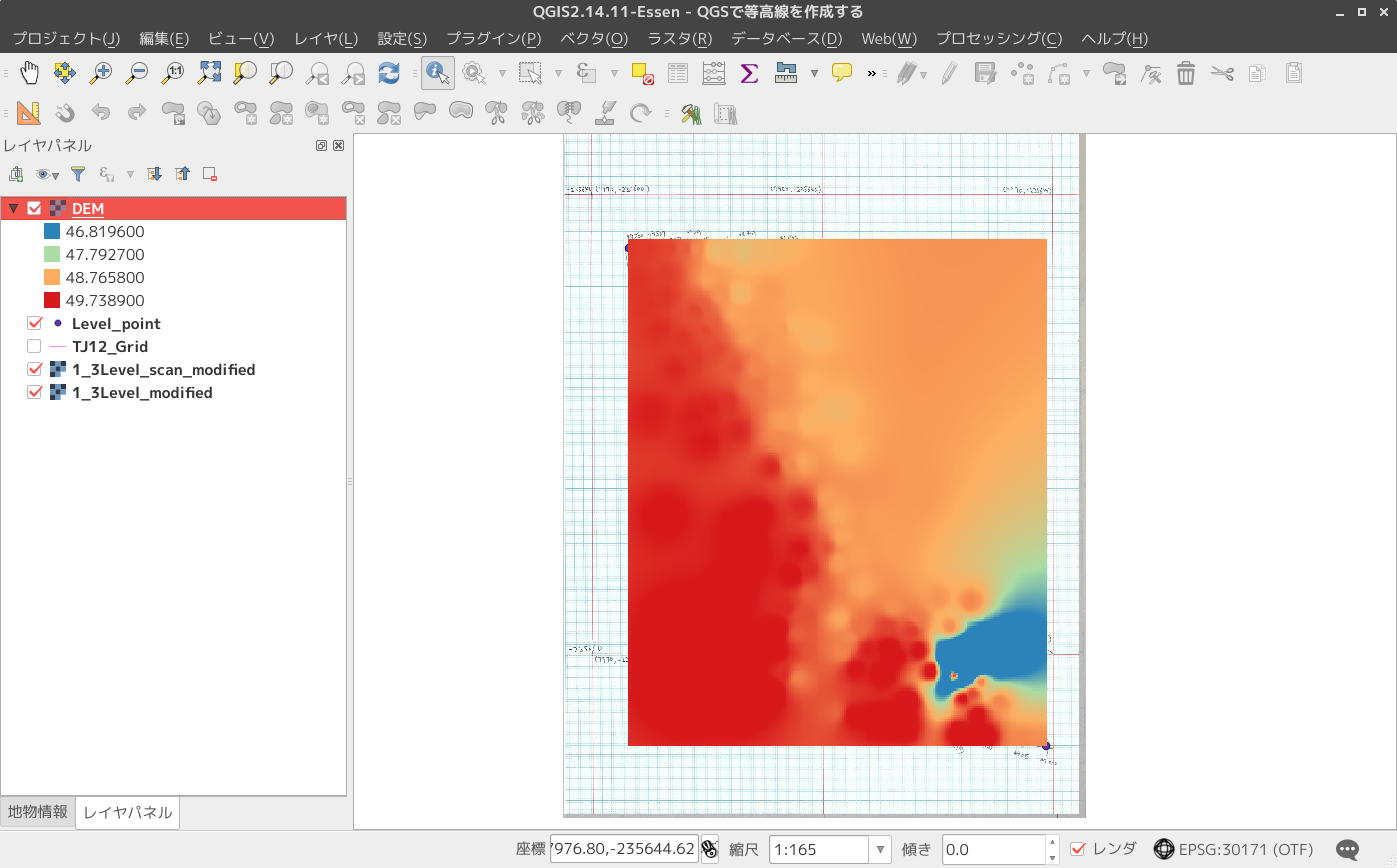 QGIS2.14.11-Essen - QGSで等高線を作成する
プロジェクト(J) 編集(E) ビュー(V) レイヤ(L) 設定(S) プラグイン(P) ベクタ(O) ラスタ(R) データベース(D) Web(W) プロセッシング(C) ヘルプ(H)
レイヤパネル
DEM
46.819600
47.792700
48.765800
49.738900
Level_point
TJ12_Grid
1_3Level_scan_modified
1_3Level_modified
地物情報 レイヤパネル
座標 7976.80,-235644.62 縮尺 1:165 傾き 0.0 レンダ EPSG:30171 (OTF)